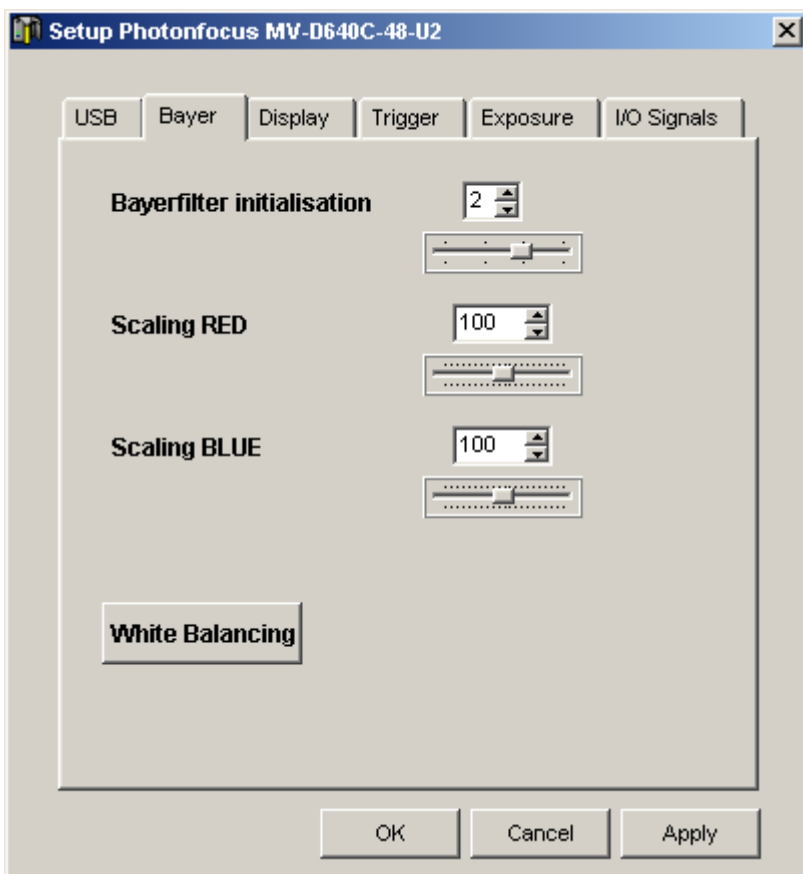 Setup Photonfocus MV-D640C-48-U2
USB Bayer Display Trigger Exposure I/O Signals
Bayerfilter initialisation 2
Scaling RED 100
Scaling BLUE 100
White Balancing
OK Cancel Apply